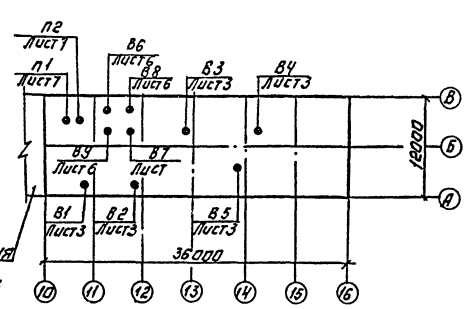 П2
Лист 7
П1
Лист 7
В6
Лист 6
В8
Лист 6
В3
Лист 3
В4
Лист 3
В
Б
А
12000
В9
Лист 6
В7
Лист
В1
Лист 3
В2
Лист 3
В5
Лист 3
36000
10
11
12
13
14
15
16